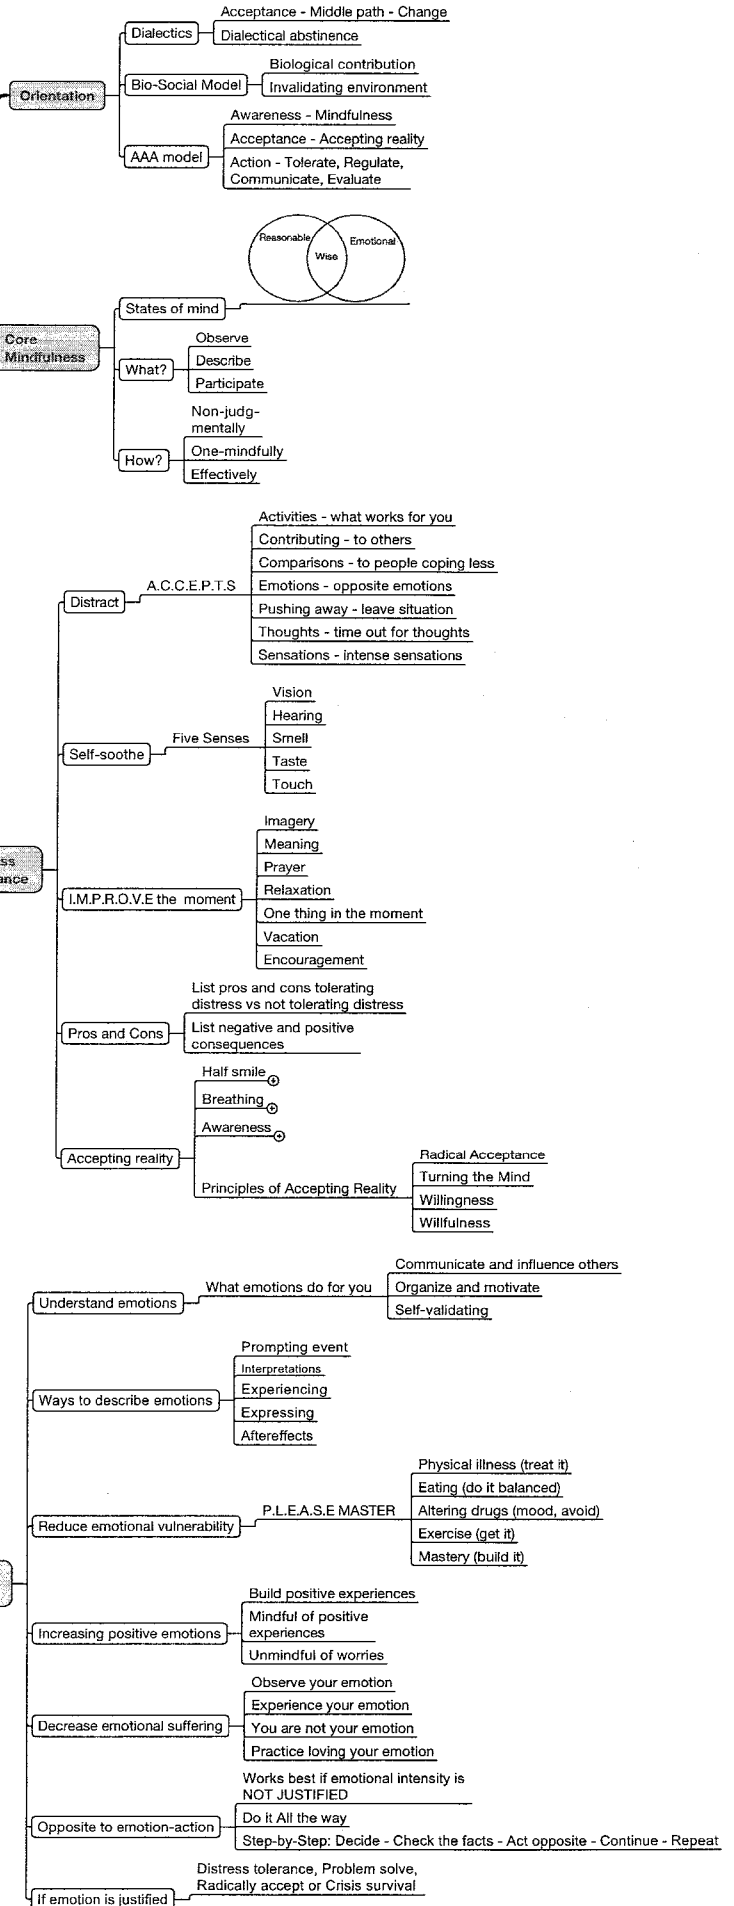 Acceptance - Middle path - Change
Dialectics
Dialectical abstinence
Biological contribution
Orientation
Bio-Social Model
Invalidating environment
Awareness - Mindfulness
Acceptance - Accepting reality
AAA model
Action - Tolerate, Regulate,
Communicate, Evaluate
Reasonable
Emotional
Wise
States of mind
Core
Mindfulness
Observe
What?
Describe
Participate
Non-judg-
mentally
How?
One-mindfully
Effectively
Activities - what works for you
Contributing - to others
Comparisons - to people coping less
A.C.C.E.P.T.S
Emotions - opposite emotions
Distract
Pushing away - leave situation
Thoughts - time out for thoughts
Sensations - intense sensations
Vision
Hearing
Five Senses
Smell
Self-soothe
Taste
Touch
ss
ance
Imagery
Meaning
Prayer
Relaxation
I.M.P.R.O.V.E the moment
One thing in the moment
Vacation
Encouragement
List pros and cons tolerating
distress vs not tolerating distress
Pros and Cons
List negative and positive
consequences
Half smile
Breathing
Awareness
Accepting reality
Principles of Accepting Reality
Radical Acceptance
Turning the Mind
Willingness
Willfulness
Communicate and influence others
What emotions do for you
Organize and motivate
Understand emotions
Self-validating
Prompting event
Interpretations
Ways to describe emotions
Experiencing
Expressing
Aftereffects
Physical illness (treat it)
Eating (do it balanced)
P.L.E.A.S.E MASTER
Altering drugs (mood, avoid)
Reduce emotional vulnerability
Exercise (get it)
Mastery (build it)
Build positive experiences
Increasing positive emotions
Mindful of positive
experiences
Unmindful of worries
Observe your emotion
Experience your emotion
Decrease emotional suffering
You are not your emotion
Practice loving your emotion
Works best if emotional intensity is
NOT JUSTIFIED
Opposite to emotion-action
Do it All the way
Step-by-Step: Decide - Check the facts - Act opposite - Continue - Repeat
Distress tolerance, Problem solve,
Radically accept or Crisis survival
If emotion is justified